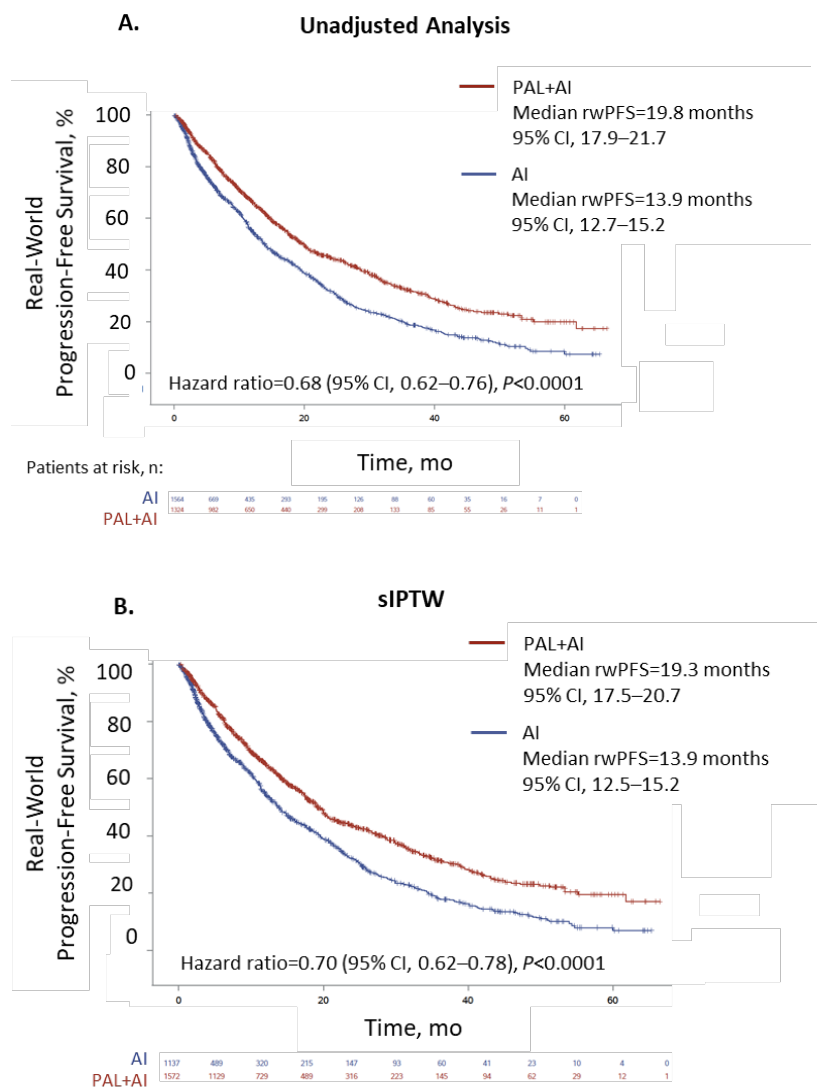 A.
Unadjusted Analysis
PAL+AI
Median rwPFS=19.8 months
95% CI, 17.9–21.7
AI
Median rwPFS=13.9 months
95% CI, 12.7–15.2
Real-World
Progression-Free Survival, %
100
80
60
40
20
0
Hazard ratio=0.68 (95% CI, 0.62–0.76), P<0.0001
0 20 40 60
Time, mo
Patients at risk, n:
AI 1564 669 435 293 195 126 88 60 35 16 7 0
PAL+AI 1324 982 650 440 299 208 133 85 55 26 11 1
B.
sIPTW
PAL+AI
Median rwPFS=19.3 months
95% CI, 17.5–20.7
AI
Median rwPFS=13.9 months
95% CI, 12.5–15.2
Real-World
Progression-Free Survival, %
100
80
60
40
20
0
Hazard ratio=0.70 (95% CI, 0.62–0.78), P<0.0001
0 20 40 60
Time, mo
AI 1137 489 320 215 147 93 60 41 23 10 4 0
PAL+AI 1572 1129 729 489 316 223 145 94 62 29 12 1